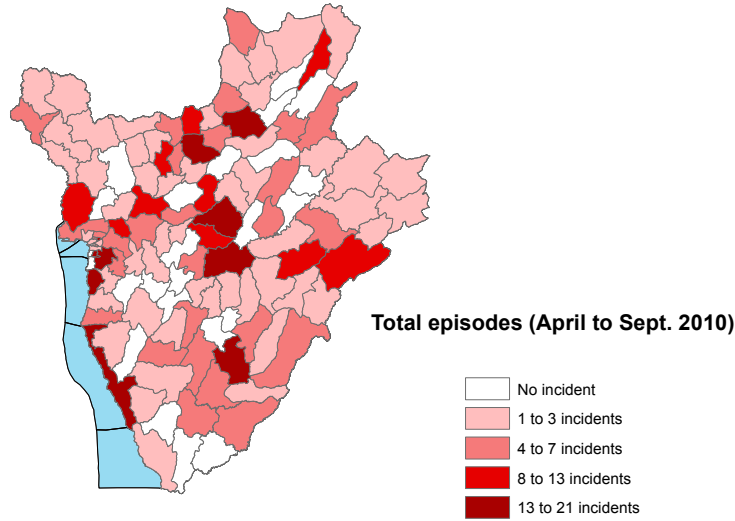 Total episodes (April to Sept. 2010)
No incident
1 to 3 incidents
4 to 7 incidents
8 to 13 incidents
13 to 21 incidents